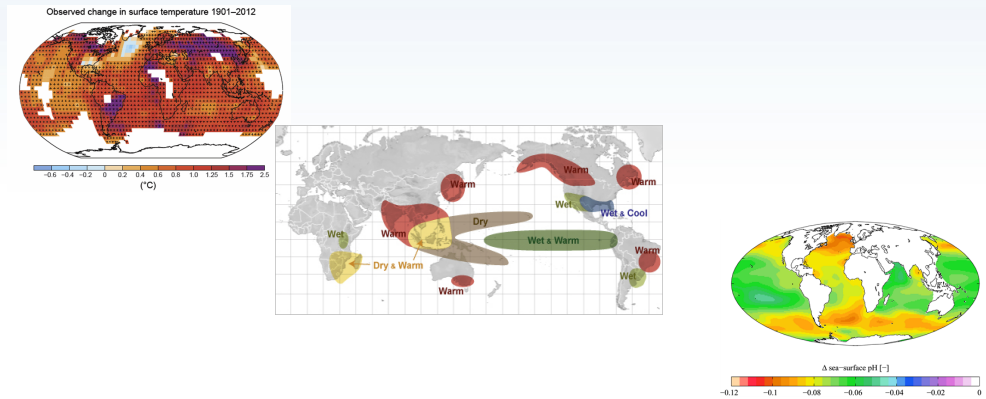 Observed change in surface temperature 1901–2012
−0.6 −0.4 −0.2 0 0.2 0.4 0.6 0.8 1.0 1.25 1.5 1.75 2.5
(°C)
Warm
Warm
Warm
Wet
Wet & Cool
Dry
Wet
Warm
Wet & Warm
Warm
Dry & Warm
Wet
Warm
Δ sea−surface pH [−]
−0.12 −0.1 −0.08 −0.06 −0.04 −0.02 0